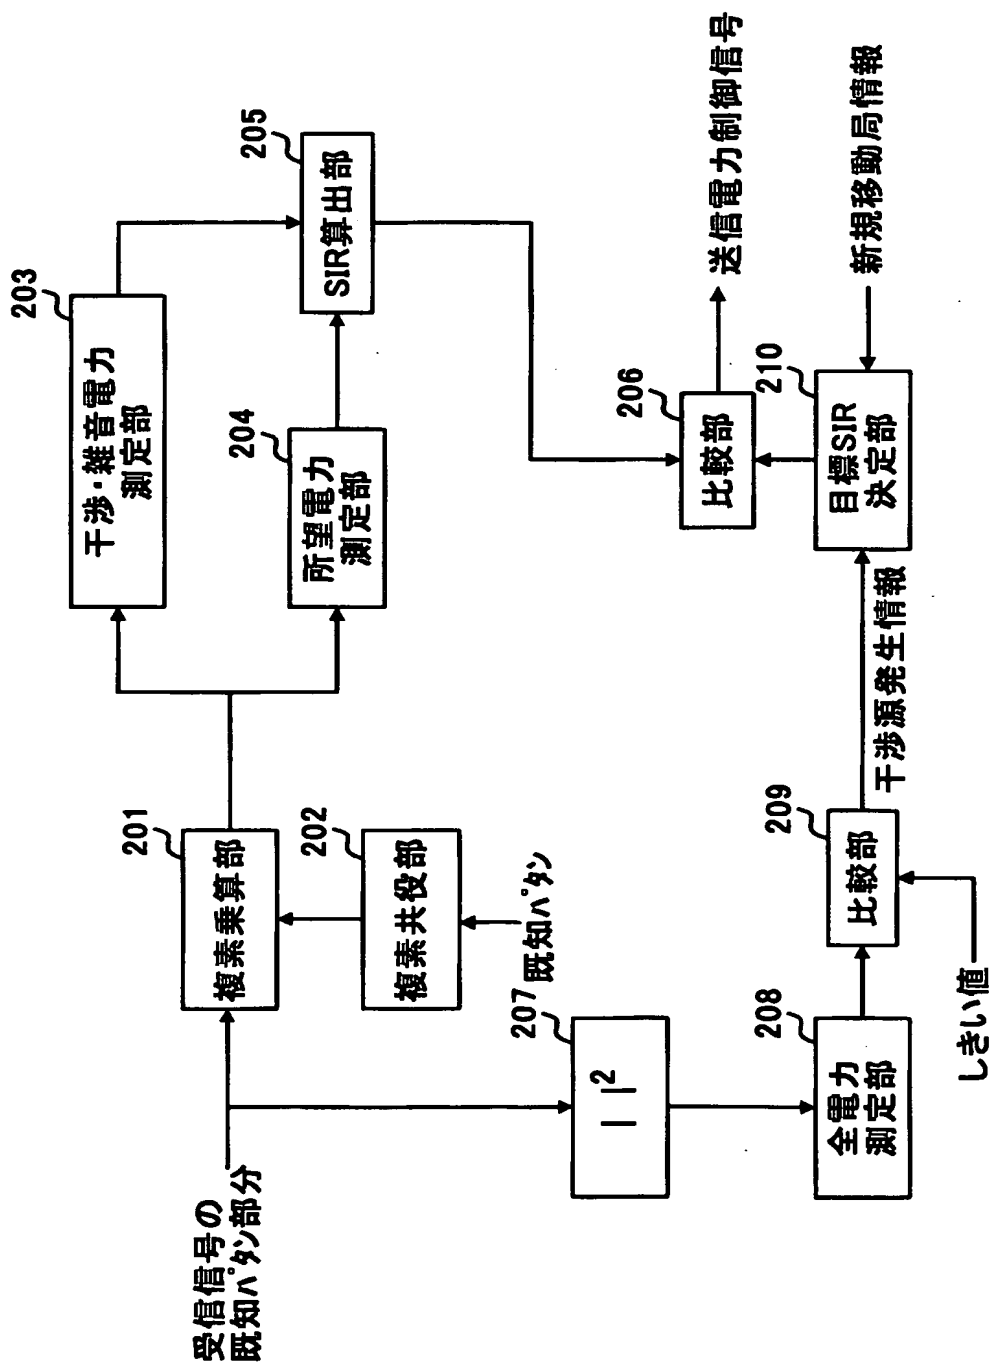 受信信号の
既知ﾊﾟﾀﾝ部分
201
複素乗算部
202
複素共役部
既知ﾊﾟﾀﾝ
203
干渉・雑音電力
測定部
204
所望電力
測定部
205
SIR算出部
206
比較部
送信電力制御信号
207
| |2
208
全電力
測定部
209
比較部
しきい値
干渉源発生情報
210
目標SIR
決定部
新規移動局情報